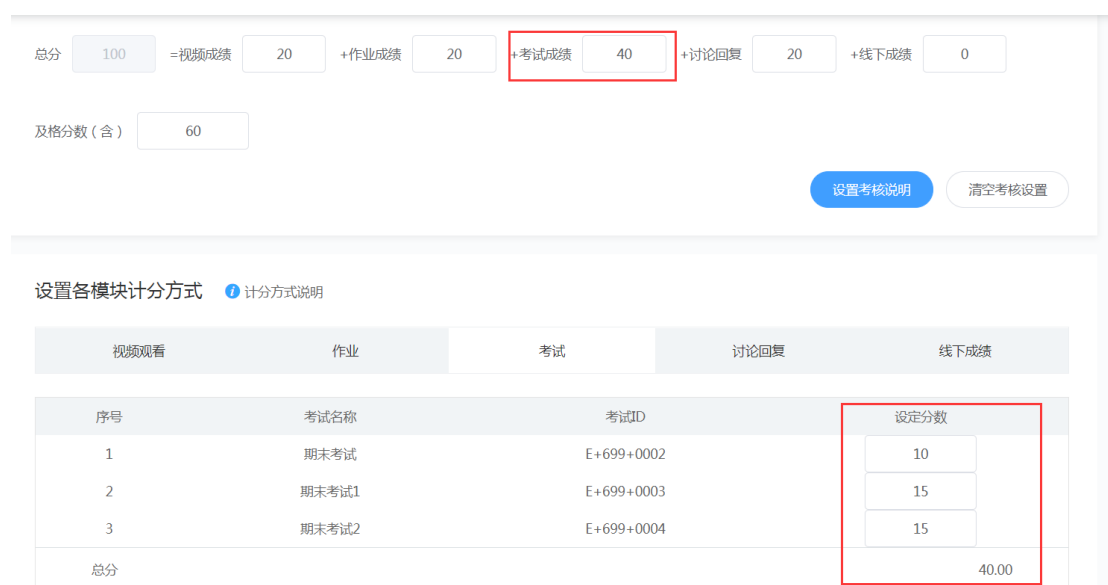 总分 100 =视频成绩 20 +作业成绩 20 +考试成绩 40 +讨论回复 20 +线下成绩 0
及格分数 ( 含 ) 60
设置考核说明 清空考核设置
设置各模块计分方式 i 计分方式说明
视频观看 作业 考试 讨论回复 线下成绩
序号 考试名称 考试ID 设定分数
1 期末考试 E+699+0002 10
2 期末考试1 E+699+0003 15
3 期末考试2 E+699+0004 15
总分 40.00